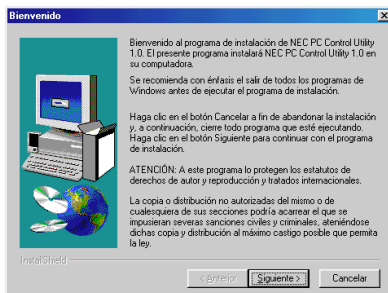 Bienvenido
Bienvenido al programa de instalación de NEC PC Control Utility
1.0. El presente programa instalará NEC PC Control Utility 1.0 en
su computadora.
Se recomienda con énfasis el salir de todos los programas de
Windows antes de ejecutar el programa de instalación.
Haga clic en el botón Cancelar a fin de abandonar la instalación
y, a continuación, cierre todo programa que esté ejecutando.
Haga clic en el botón Siguiente para continuar con el programa
de instalación.
ATENCIÓN: A este programa lo protegen los estatutos de
derechos de autor y reproducción y tratados internacionales.
La copia o distribución no autorizadas del mismo o de
cualesquiera de sus secciones podría acarrear el que se
impusieran severas sanciones civiles y criminales, ateniéndose
dichas copia y distribución al máximo castigo posible que permita
la ley.
InstallShield
< Anterior Siguiente > Cancelar